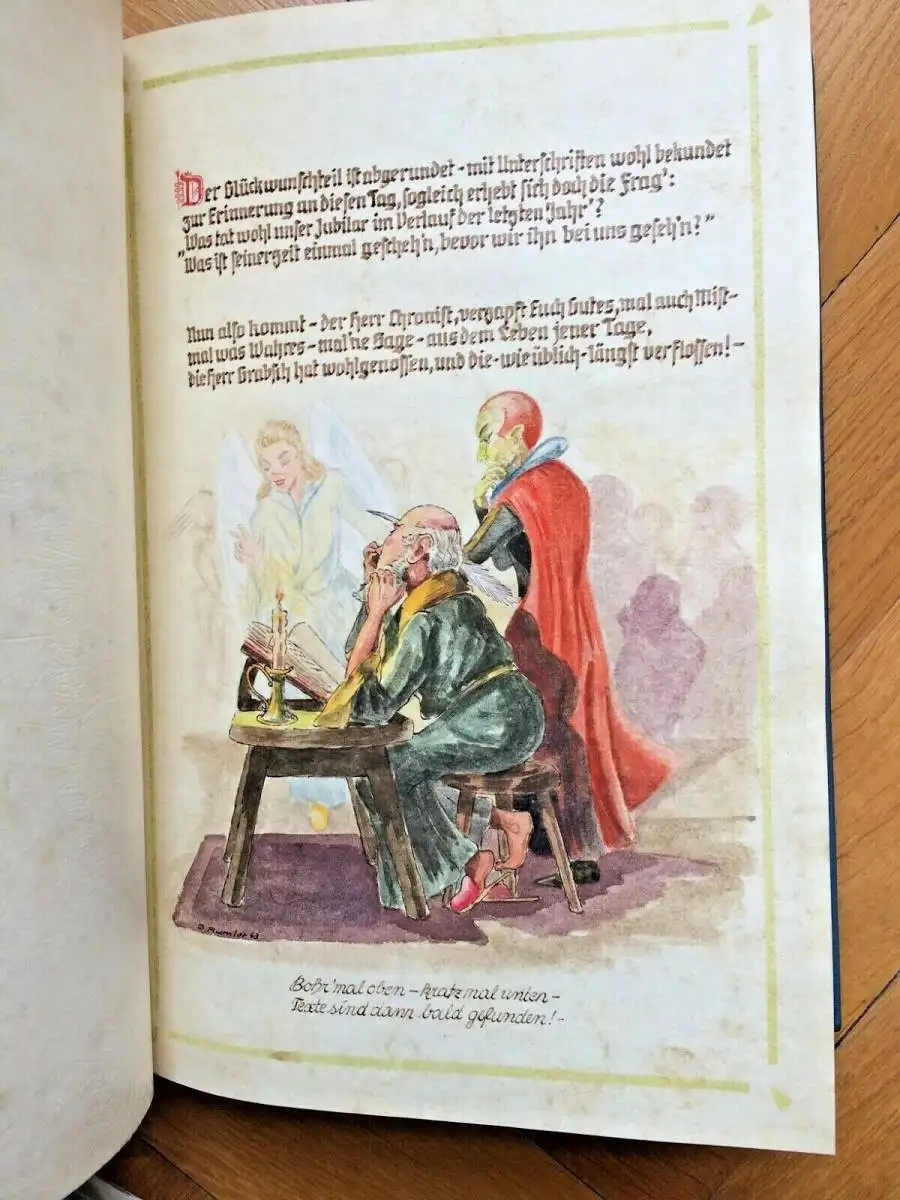 Der Glückwunschteil ist abgerundet - mit Unterschriften wohl bekundet
zur Erinnerung an diesen Tag, sogleich erhebt sich doch die Frag':
„Was tat wohl unser Jubilar im Verlauf der letzten Jahr'?
"Was ist seinerzeit einmal gescheh'n, bevor wir ihn bei uns geseh'n?"
Nun also kommt - der Herr Chronist, verzapft Euch Gutes, mal auch Mist-
mal was Wahres - mal 'ne Sage - aus dem Leben jener Tage,
die Herr Grabsch hat wohlgenossen, und die - wie üblich - längst verflossen! -
Bohr' mal oben - kratz mal unten -
Texte sind dann bald gefunden! -